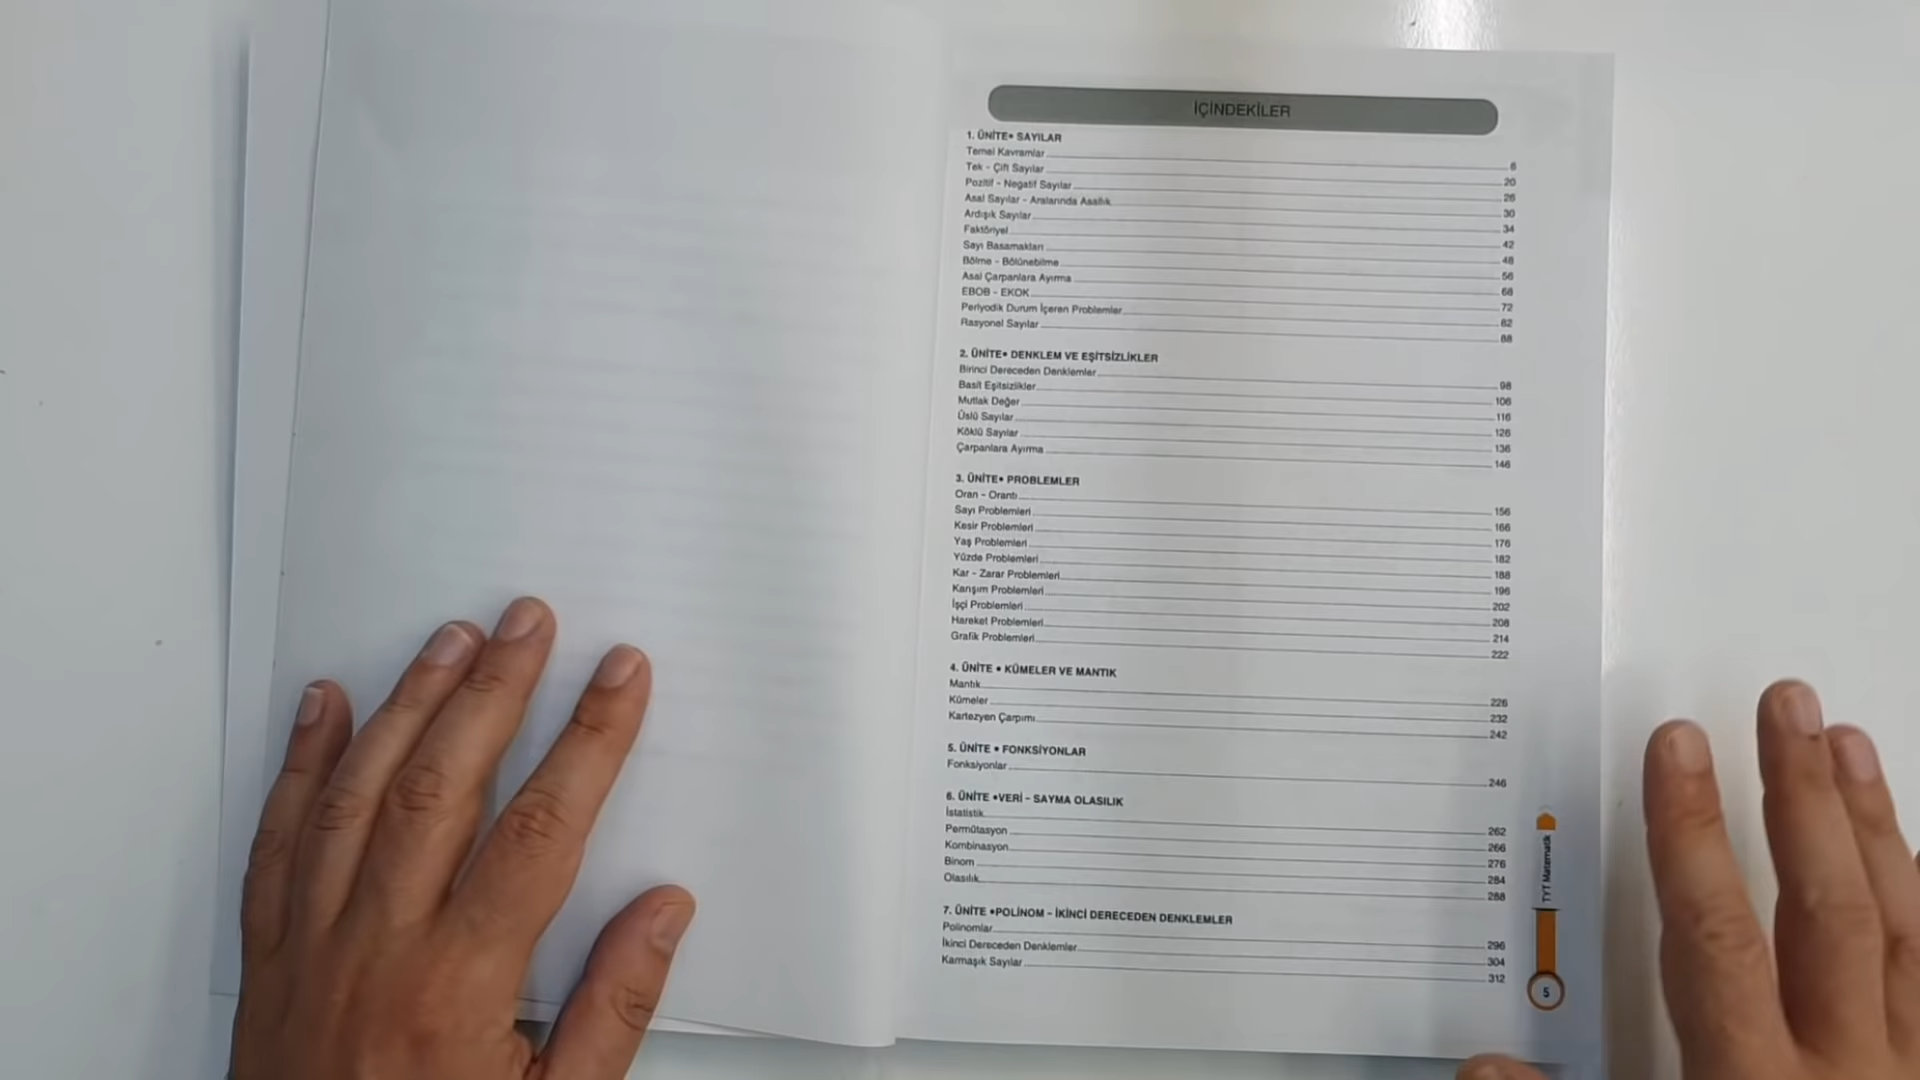 İÇİNDEKİLER
1. ÜNİTE• SAYILAR
Temel Kavramlar 6
Tek - Çift Sayılar 20
Pozitif - Negatif Sayılar 26
Asal Sayılar - Aralarında Asallık 30
Ardışık Sayılar 34
Faktöriyel 42
Sayı Basamakları 48
Bölme - Bölünebilme 56
Asal Çarpanlara Ayırma 68
EBOB - EKOK 72
Periyodik Durum İçeren Problemler 82
Rasyonel Sayılar 88
2. ÜNİTE• DENKLEM VE EŞİTSİZLİKLER
Birinci Dereceden Denklemler 98
Basit Eşitsizlikler 106
Mutlak Değer 116
Üslü Sayılar 126
Köklü Sayılar 136
Çarpanlara Ayırma 146
3. ÜNİTE• PROBLEMLER
Oran - Orantı 156
Sayı Problemleri 166
Kesir Problemleri 176
Yaş Problemleri 182
Yüzde Problemleri 188
Kar - Zarar Problemleri 196
Karışım Problemleri 202
İşçi Problemleri 208
Hareket Problemleri 214
Grafik Problemleri 222
4. ÜNİTE • KÜMELER VE MANTIK
Mantık 226
Kümeler 232
Kartezyen Çarpımı 242
5. ÜNİTE • FONKSİYONLAR
Fonksiyonlar 246
6. ÜNİTE •VERİ - SAYMA OLASILIK
İstatistik 262
Permütasyon 266
Kombinasyon 276
Binom 284
Olasılık 288
7. ÜNİTE •POLİNOM - İKİNCİ DERECEDEN DENKLEMLER
Polinomlar 296
İkinci Dereceden Denklemler 304
Karmaşık Sayılar 312
TYT Matematik
5